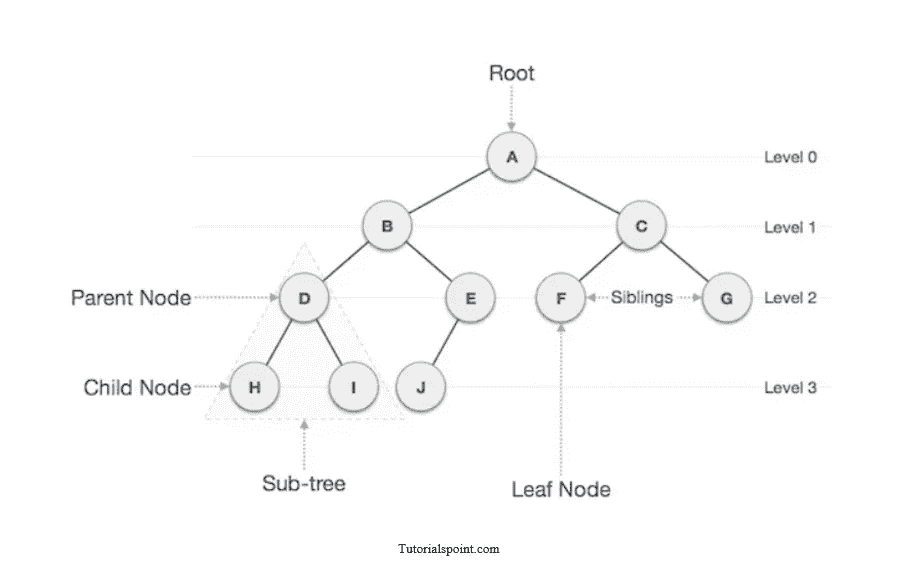 Root
A
Level 0
B
C
Level 1
Parent Node
D
E
F
Siblings
G
Level 2
Child Node
H
I
J
Level 3
Sub-tree
Leaf Node
Tutorialspoint.com